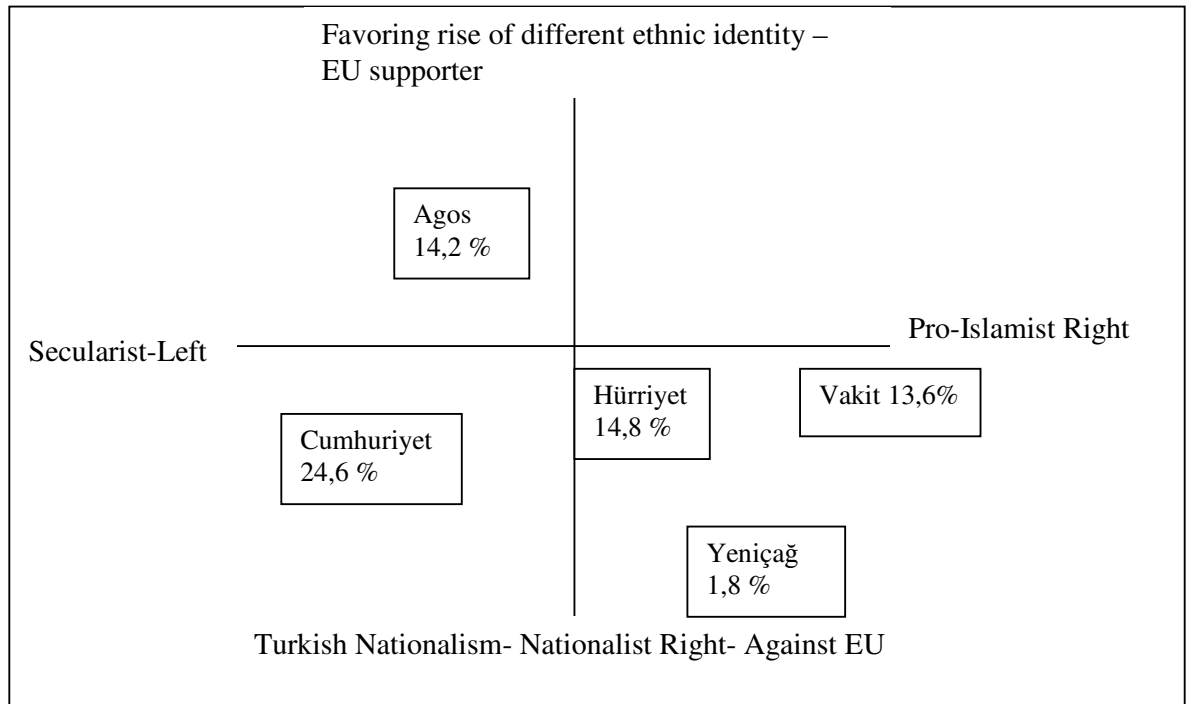 Favoring rise of different ethnic identity –
EU supporter
Agos
14,2 %
Pro-Islamist Right
Secularist-Left
Hürriyet
14,8 %
Vakit 13,6%
Cumhuriyet
24,6 %
Yeniçağ
1,8 %
Turkish Nationalism- Nationalist Right- Against EU